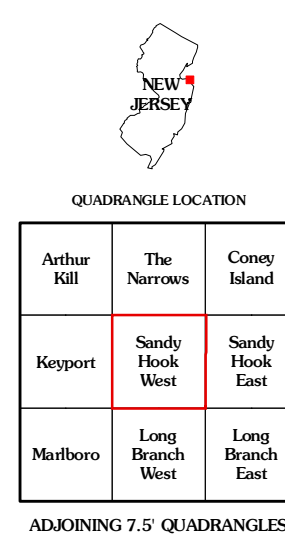 NEW
JERSEY
QUADRANGLE LOCATION
Arthur
Kill
The
Narrows
Coney
Island
Keyport
Sandy
Hook
West
Sandy
Hook
East
Marlboro
Long
Branch
West
Long
Branch
East
ADJOINING 7.5' QUADRANGLES